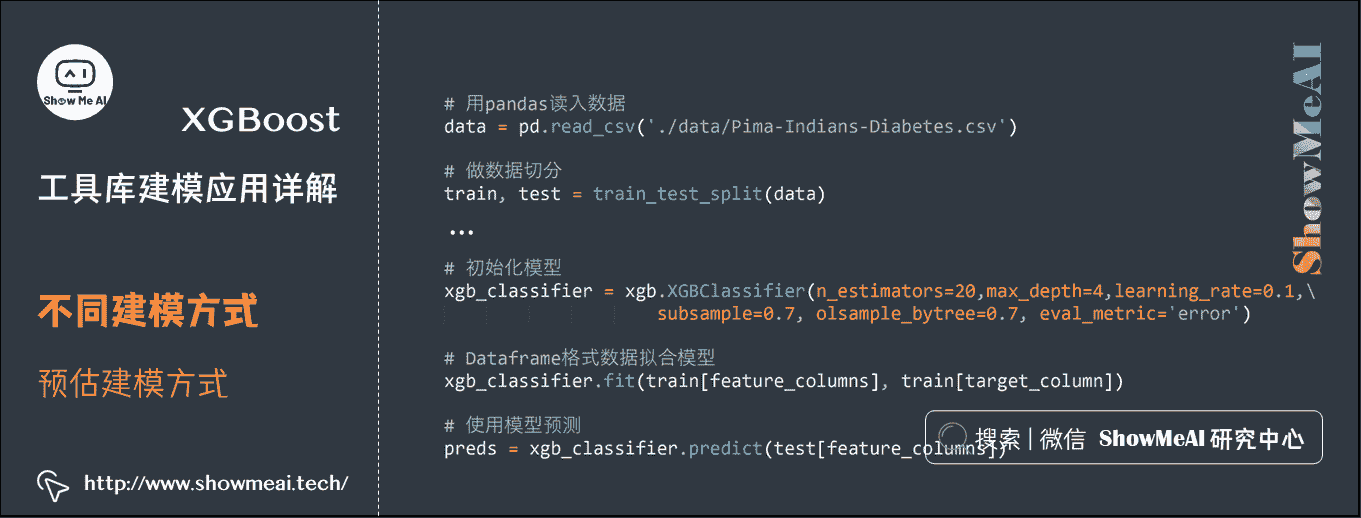 Show Me AI
XGBoost
工具库建模应用详解
不同建模方式
预估建模方式
http://www.showmeai.tech/
# 用pandas读入数据
data = pd.read_csv('./data/Pima-Indians-Diabetes.csv')
# 做数据切分
train, test = train_test_split(data)
...
# 初始化模型
xgb_classifier = xgb.XGBClassifier(n_estimators=20,max_depth=4,learning_rate=0.1,\
subsample=0.7, olsample_bytree=0.7, eval_metric='error')
# Dataframe格式数据拟合模型
xgb_classifier.fit(train[feature_columns], train[target_column])
# 使用模型预测
preds = xgb_classifier.predict(test[feature_columns])
搜索 | 微信 ShowMeAI 研究中心
ShowMeAI